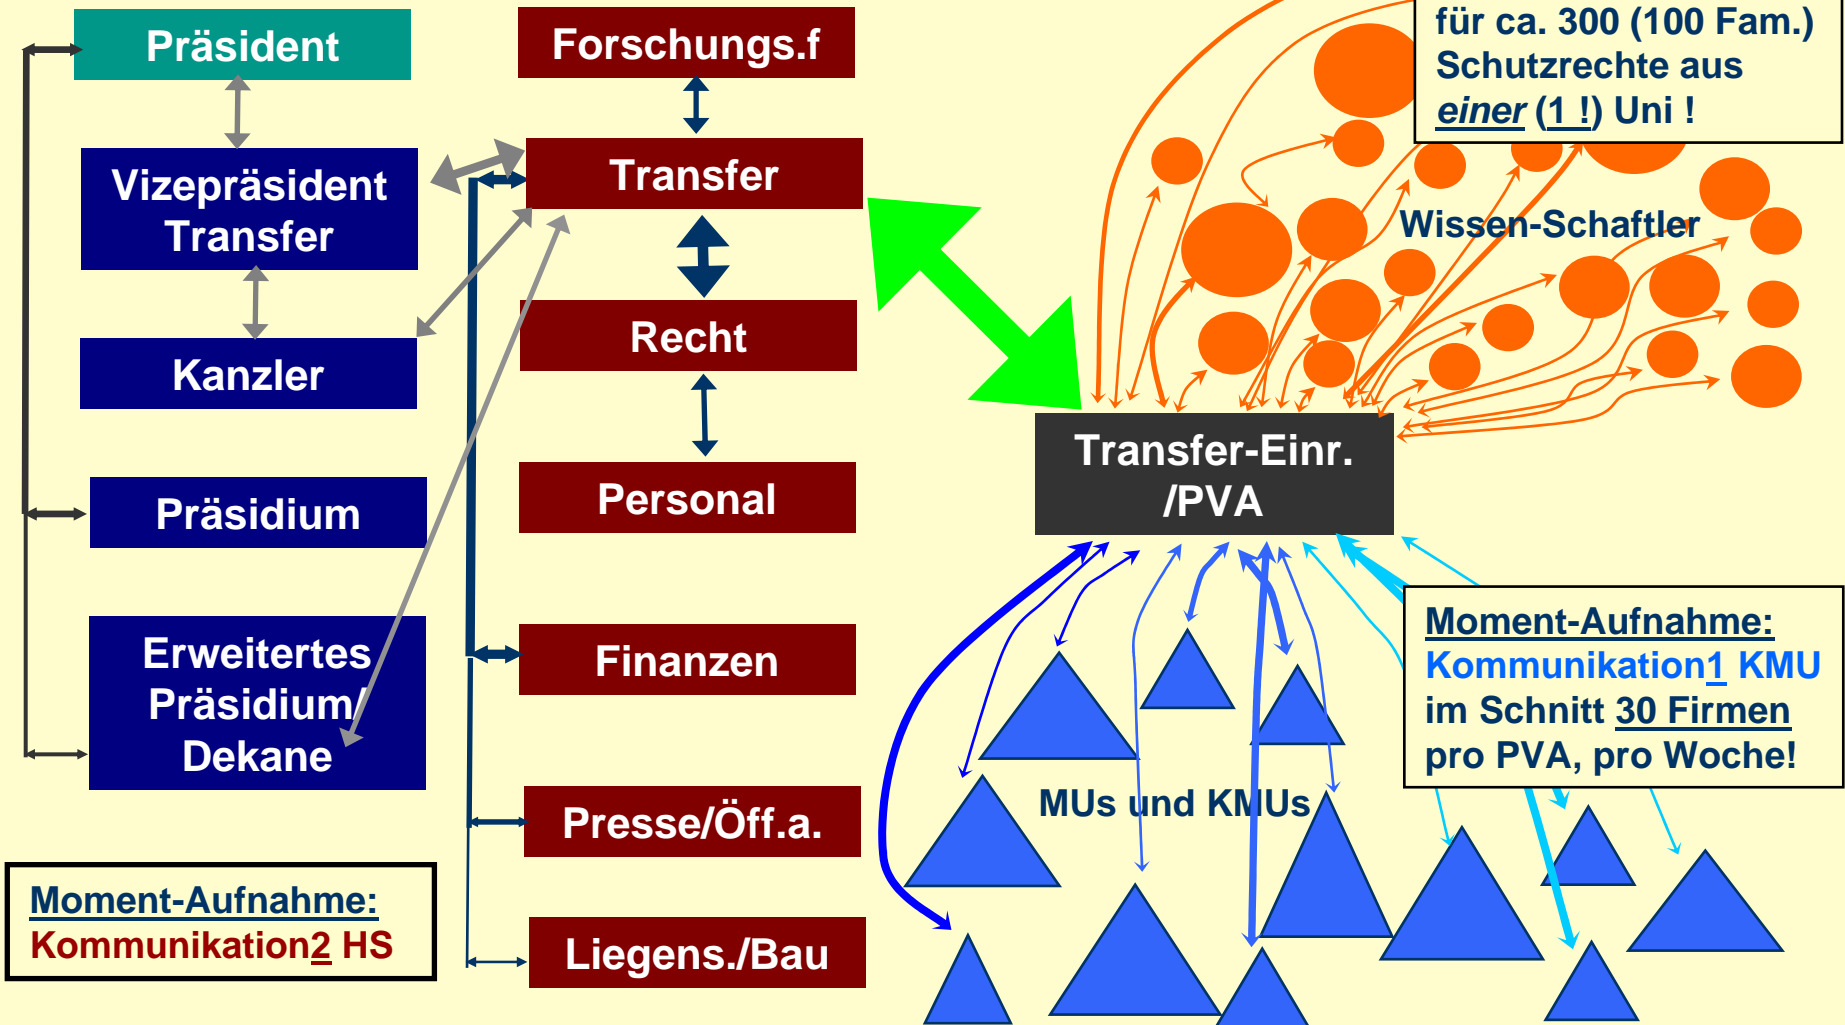 Präsident
Vizepräsident
Transfer
Kanzler
Präsidium
Erweitertes
Präsidium/
Dekane
Moment-Aufnahme:
Kommunikation2 HS
Forschungs.f
Transfer
Recht
Personal
Finanzen
Presse/Öff.a.
Liegens./Bau
für ca. 300 (100 Fam.)
Schutzrechte aus
einer (1 !) Uni !
Wissen-Schaftler
Transfer-Einr.
/PVA
Moment-Aufnahme:
Kommunikation1 KMU
im Schnitt 30 Firmen
pro PVA, pro Woche!
MUs und KMUs